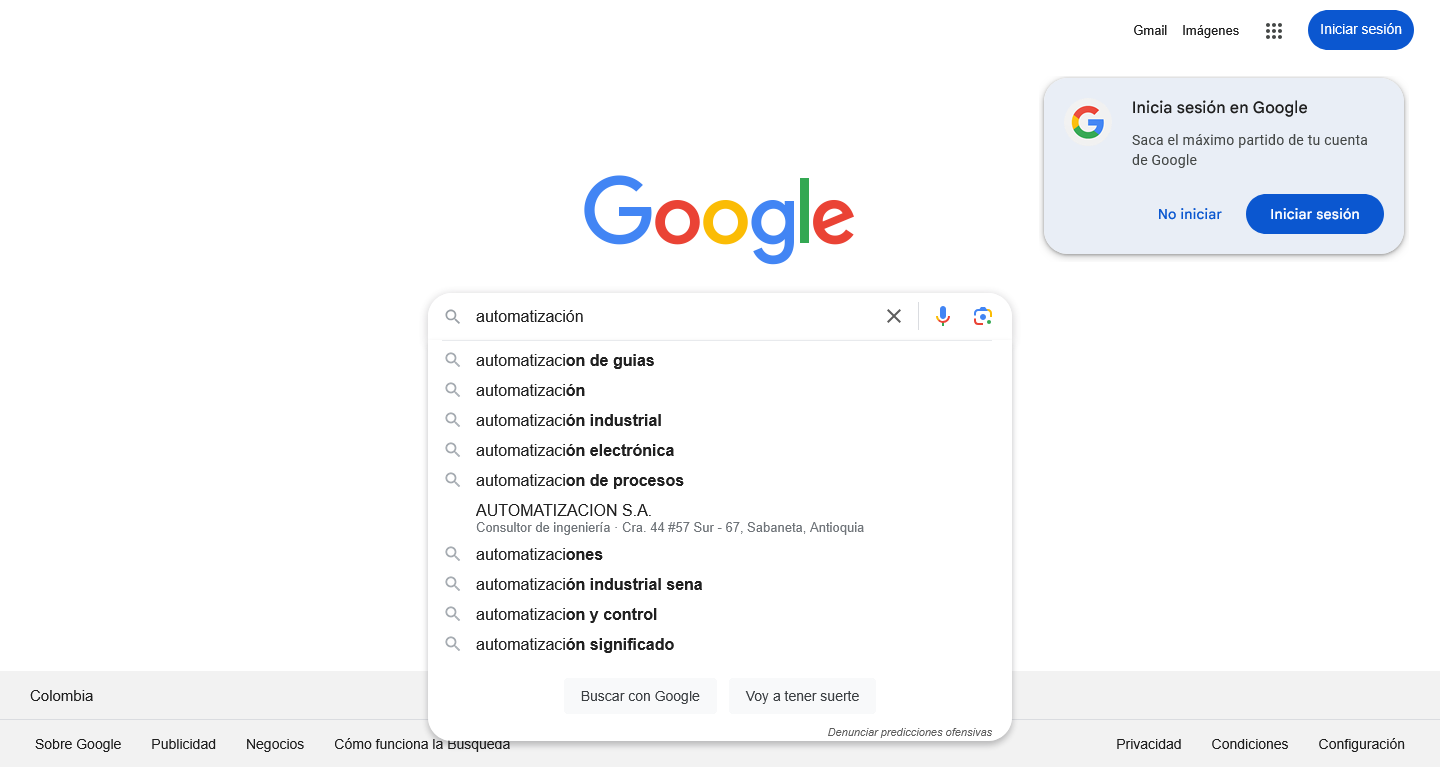 Gmail Imágenes Iniciar sesión
Inicia sesión en Google
Saca el máximo partido de tu cuenta
de Google
No iniciar Iniciar sesión
Google
automatización
automatizacion de guias
automatización
automatización industrial
automatización electrónica
automatizacion de procesos
AUTOMATIZACION S.A.
Consultor de ingeniería · Cra. 44 #57 Sur - 67, Sabaneta, Antioquia
automatizaciones
automatización industrial sena
automatizacion y control
automatización significado
Buscar con Google Voy a tener suerte
Denunciar predicciones ofensivas
Colombia
Sobre Google Publicidad Negocios Cómo funciona la Búsqueda
Privacidad Condiciones Configuración